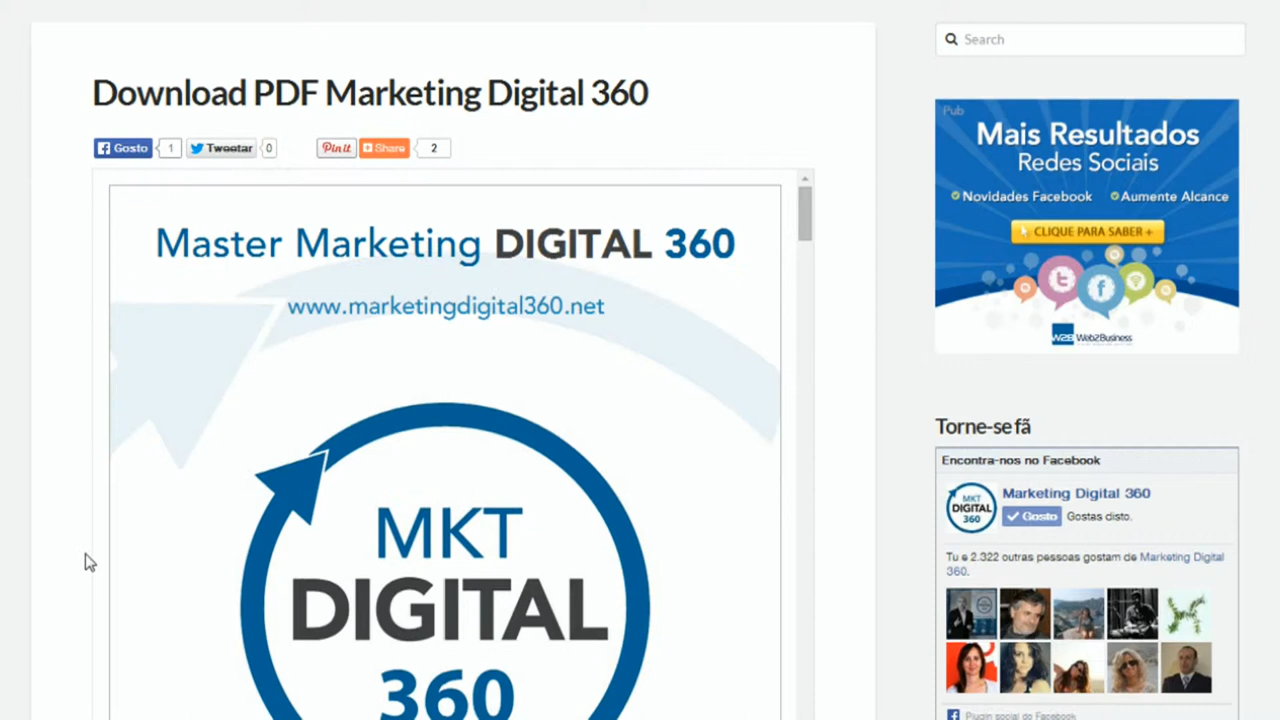 Download PDF Marketing Digital 360
Gosto 1 Tweetar 0 Pin it Share 2
Master Marketing DIGITAL 360
www.marketingdigital360.net
MKT
DIGITAL
360
Search
Pub
Mais Resultados
Redes Sociais
Novidades Facebook Aumente Alcance
CLIQUE PARA SABER +
W2B Web2Business
Torne-se fã
Encontra-nos no Facebook
MKT
DIGITAL
360
Marketing Digital 360
Gosto Gostas disto.
Tu e 2.322 outras pessoas gostam de Marketing Digital
360.
Plugin social do Facebook